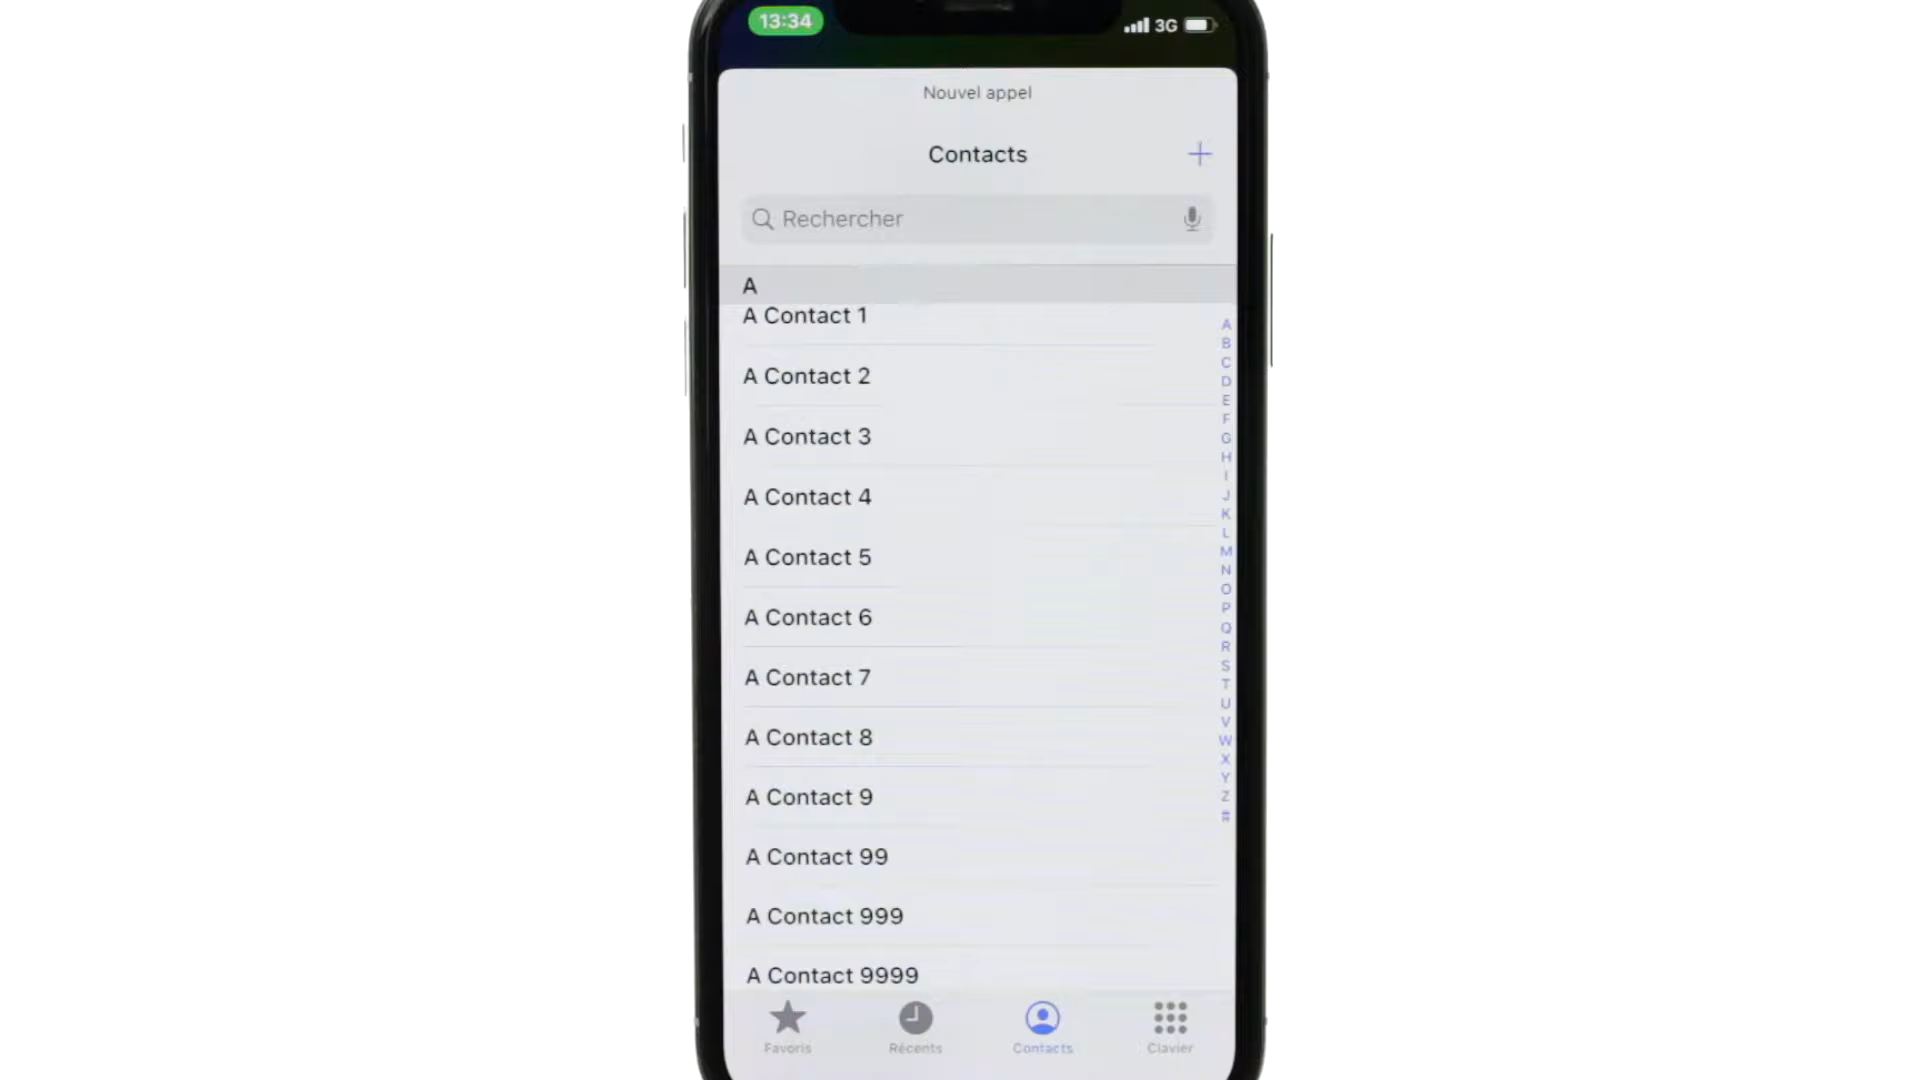 13:34
3G
Nouvel appel
Contacts
Rechercher
A
A Contact 1
A Contact 2
A Contact 3
A Contact 4
A Contact 5
A Contact 6
A Contact 7
A Contact 8
A Contact 9
A Contact 99
A Contact 999
A Contact 9999
A
B
C
D
E
F
G
H
I
J
K
L
M
N
O
P
Q
R
S
T
U
V
W
X
Y
Z
#
Favoris
Récents
Contacts
Clavier